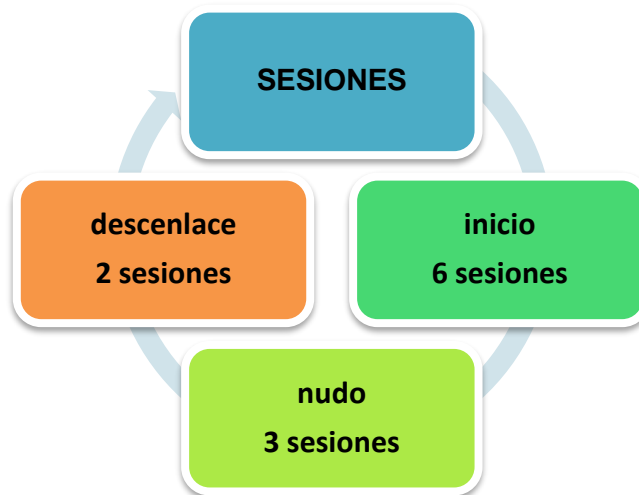 SESIONES
inicio
6 sesiones
nudo
3 sesiones
descenlace
2 sesiones